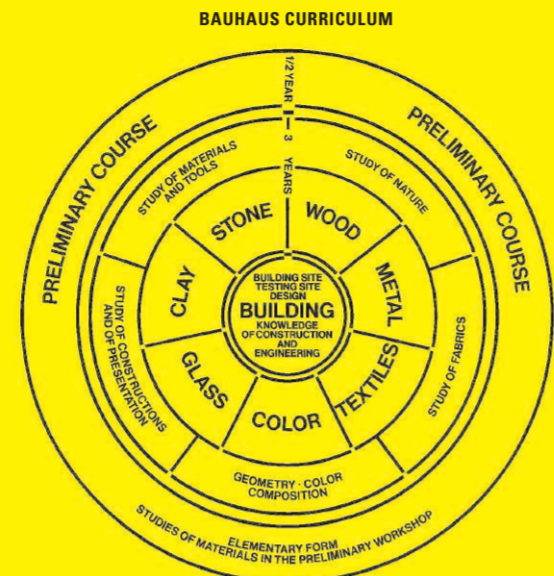 BAUHAUS CURRICULUM
PRELIMINARY COURSE
1/2 YEAR
PRELIMINARY COURSE
3 YEARS
STUDY OF MATERIALS
AND TOOLS
STUDY OF NATURE
STUDY OF FABRICS
GEOMETRY · COLOR
COMPOSITION
STUDY OF CONSTRUCTIONS
AND OF PRESENTATION
STONE
WOOD
METAL
TEXTILES
COLOR
GLASS
CLAY
BUILDING SITE
TESTING SITE
DESIGN
BUILDING
KNOWLEDGE
OF CONSTRUCTION
AND
ENGINEERING
ELEMENTARY FORM
STUDIES OF MATERIALS IN THE PRELIMINARY WORKSHOP